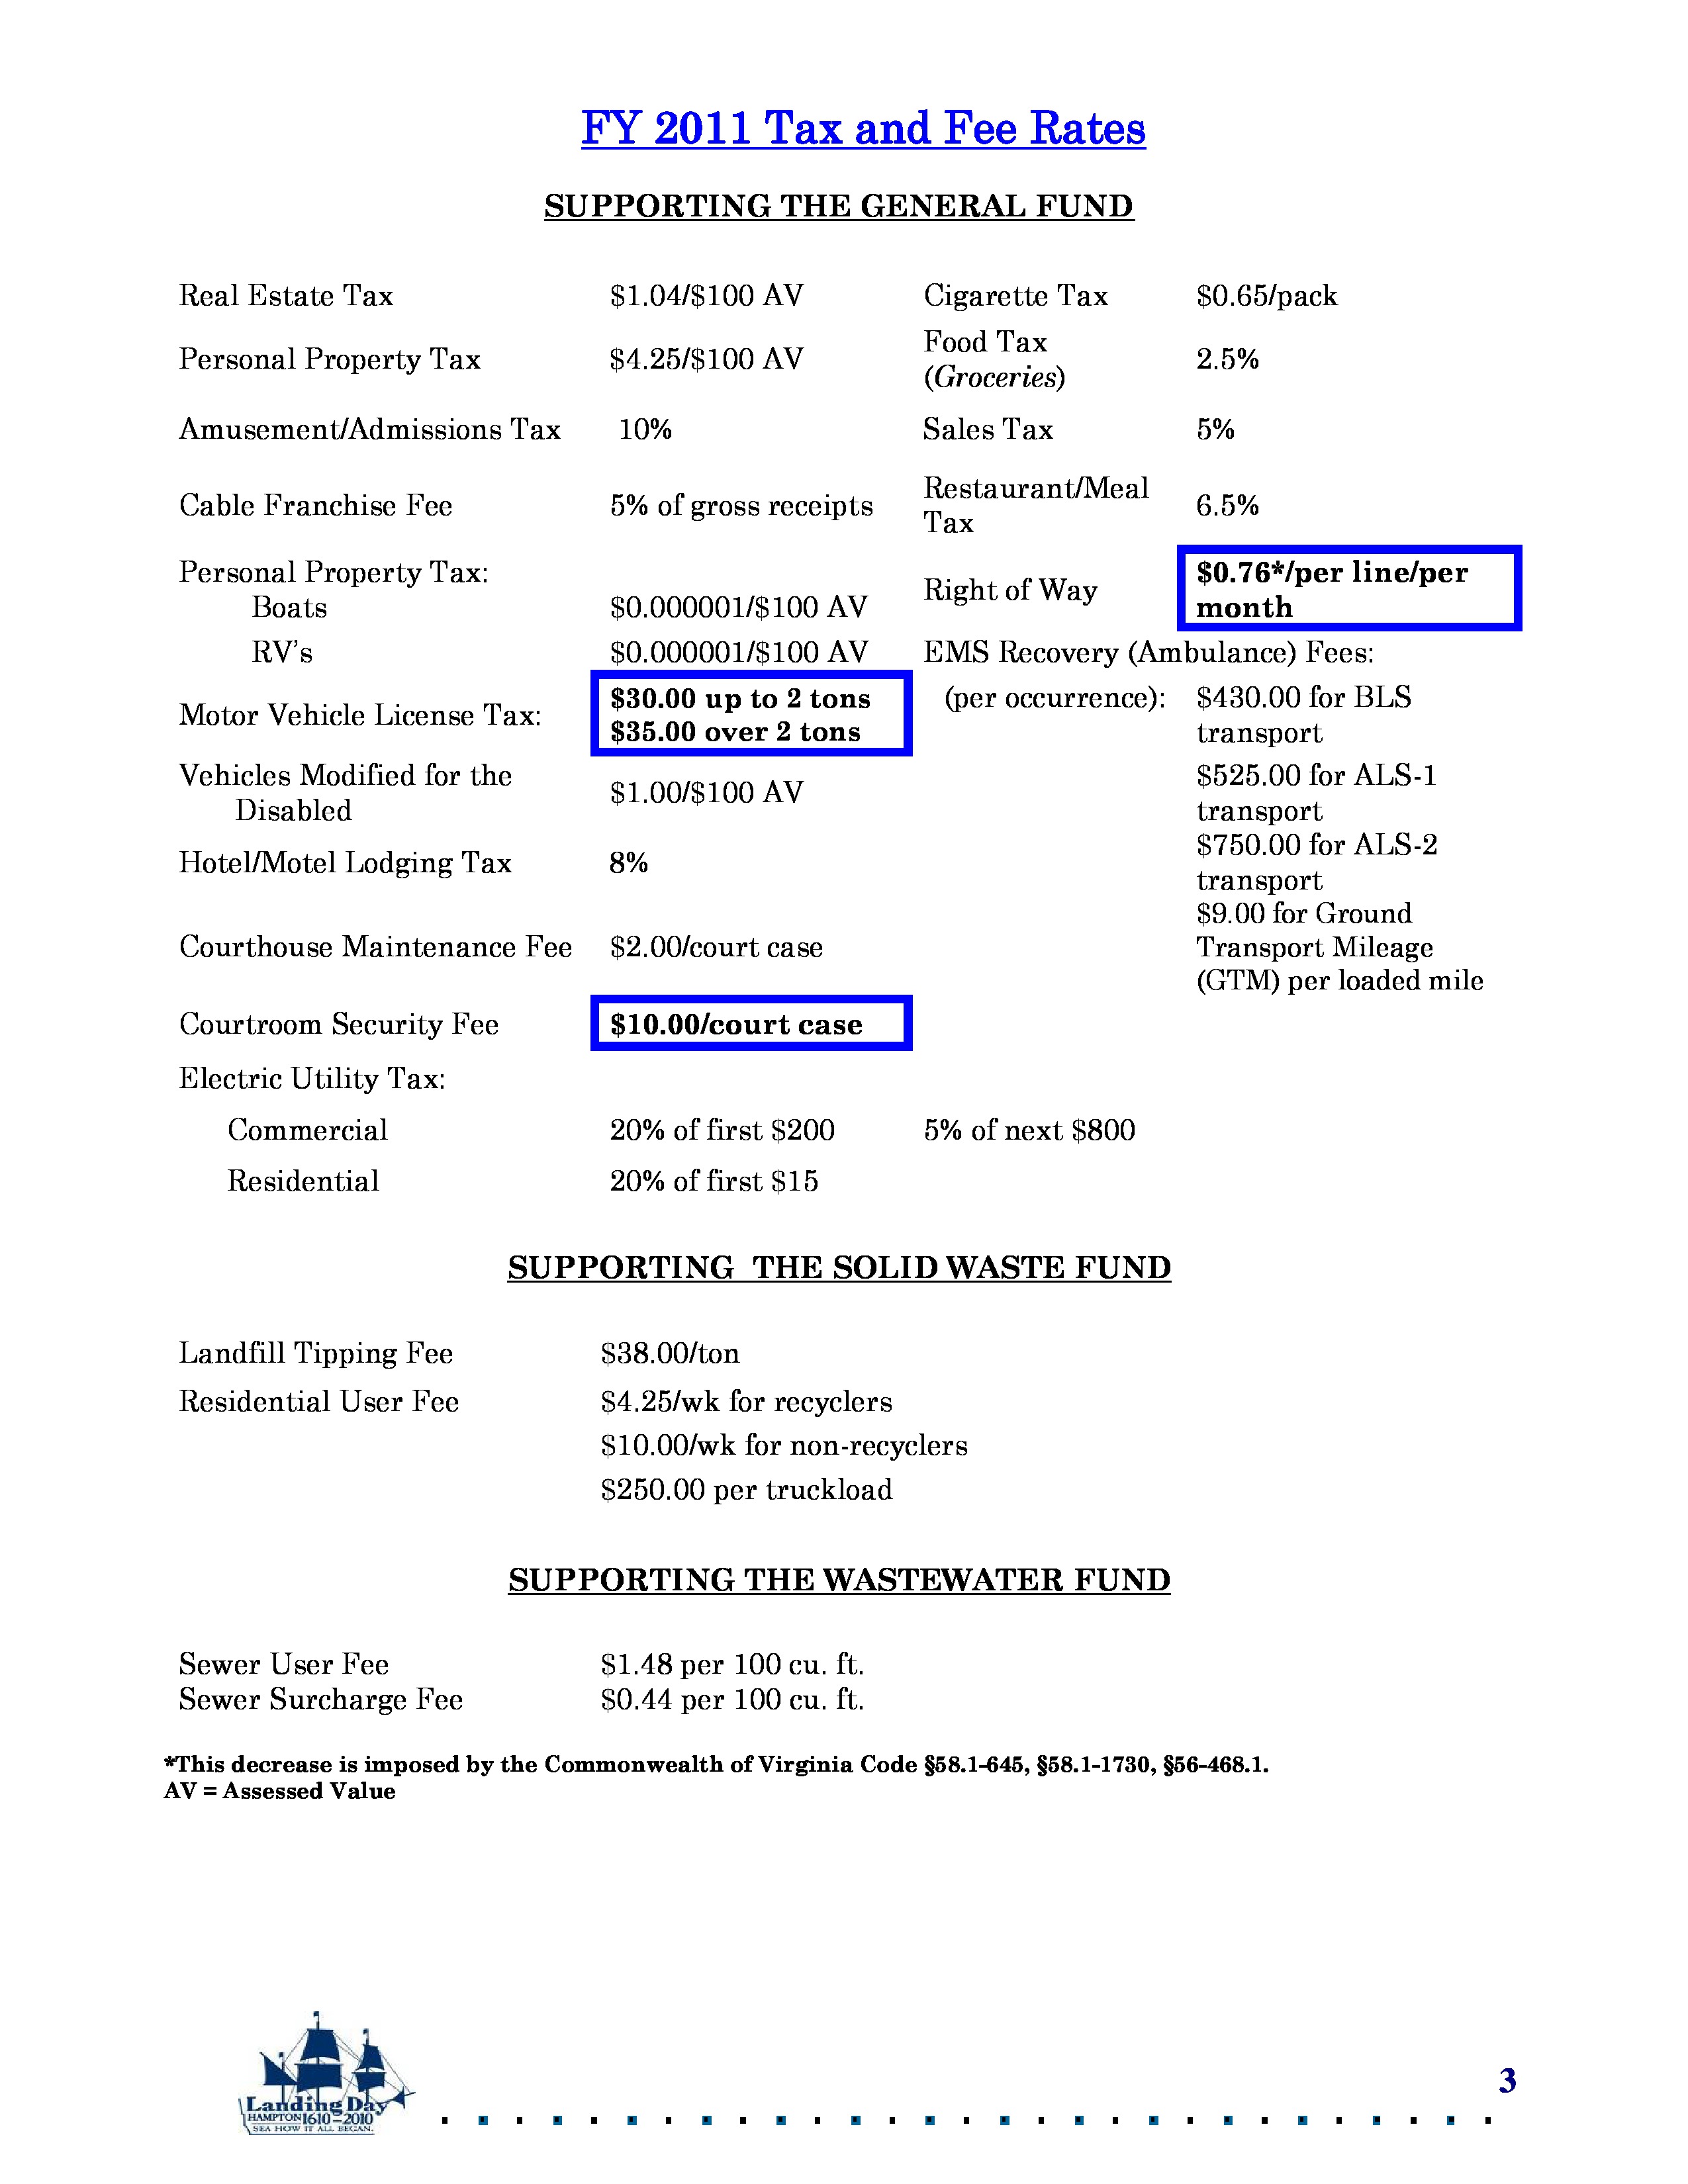 FY 2011 Tax and Fee Rates
SUPPORTING THE GENERAL FUND
Real Estate Tax $1.04/$100 AV Cigarette Tax $0.65/pack
Personal Property Tax $4.25/$100 AV Food Tax
(Groceries) 2.5%
Amusement/Admissions Tax 10% Sales Tax 5%
Cable Franchise Fee 5% of gross receipts Restaurant/Meal
Tax 6.5%
Personal Property Tax:
Boats $0.000001/$100 AV Right of Way $0.76*/per line/per
month
RV's $0.000001/$100 AV EMS Recovery (Ambulance) Fees:
Motor Vehicle License Tax: $30.00 up to 2 tons
$35.00 over 2 tons
(per occurrence): $430.00 for BLS
transport
Vehicles Modified for the
Disabled $1.00/$100 AV
$525.00 for ALS-1
transport
Hotel/Motel Lodging Tax 8%
$750.00 for ALS-2
transport
Courthouse Maintenance Fee $2.00/court case
$9.00 for Ground
Transport Mileage
(GTM) per loaded mile
Courtroom Security Fee $10.00/court case
Electric Utility Tax:
Commercial 20% of first $200 5% of next $800
Residential 20% of first $15
SUPPORTING THE SOLID WASTE FUND
Landfill Tipping Fee $38.00/ton
Residential User Fee $4.25/wk for recyclers
$10.00/wk for non-recyclers
$250.00 per truckload
SUPPORTING THE WASTEWATER FUND
Sewer User Fee $1.48 per 100 cu. ft.
Sewer Surcharge Fee $0.44 per 100 cu. ft.
*This decrease is imposed by the Commonwealth of Virginia Code §58.1-645, §58.1-1730, §56-468.1.
AV = Assessed Value
Landing Day
HAMPTON 1610-2010
SEA HOW IT ALL BEGAN.
3